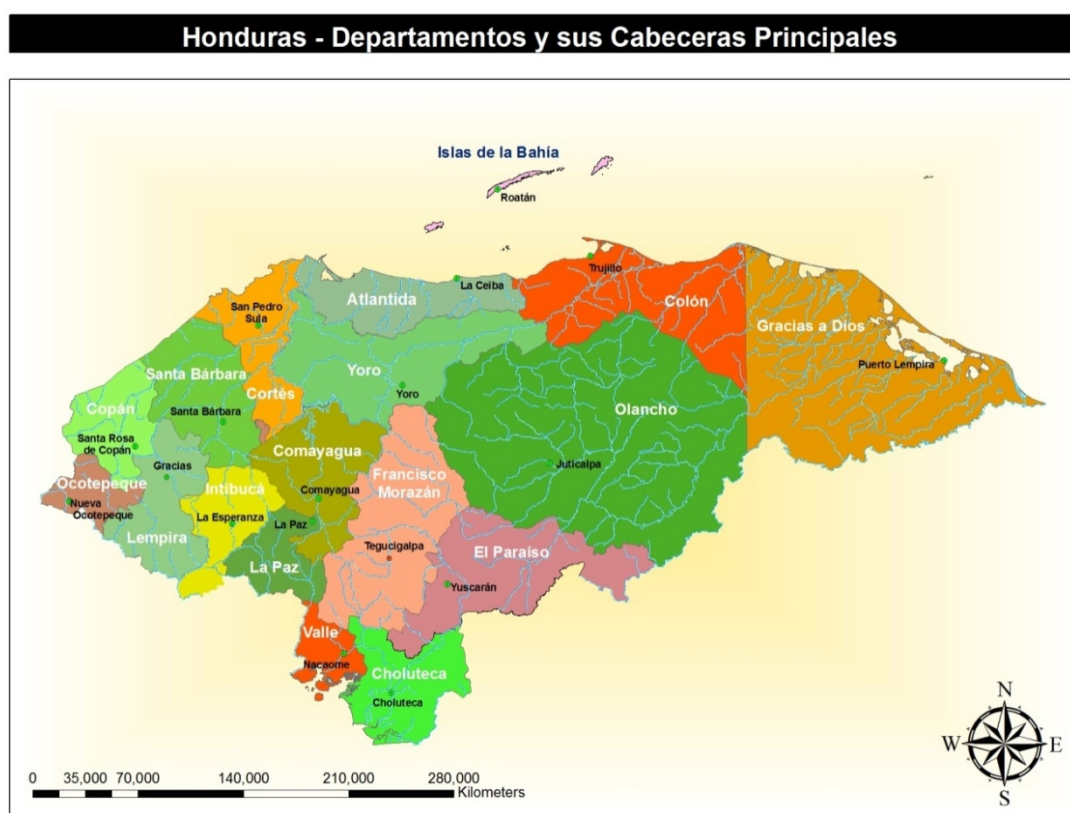 Honduras - Departamentos y sus Cabeceras Principales
Islas de la Bahía
Roatán
Trujillo
La Ceiba
Atlantida
Colón
San Pedro
Sula
Gracias a Dios
Puerto Lempira
Yoro
Yoro
Santa Bárbara
Cortés
Copán
Santa Bárbara
Olancho
Santa Rosa
de Copán
Comayagua
Gracias
Juticalpa
Francisco
Morazán
Ocotepeque
Intibucá
Comayagua
Nueva
Ocotepeque
La Esperanza
La Paz
Lempira
Tegucigalpa
El Paraíso
La Paz
Yuscarán
Valle
Nacaome
Choluteca
Choluteca
N
W
E
S
0 35,000 70,000 140,000 210,000 280,000
Kilometers